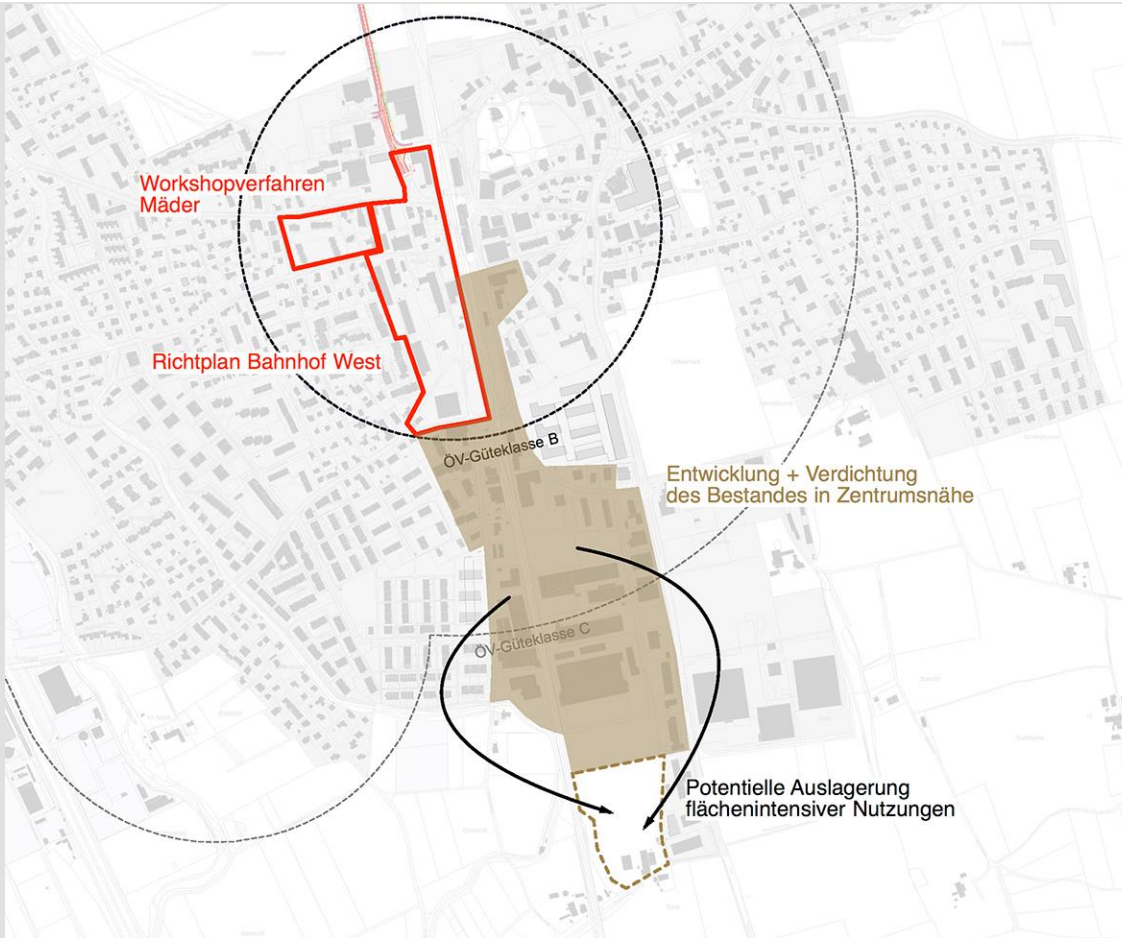 Workshopverfahren
Mäder
Richtplan Bahnhof West
ÖV-Güteklasse B
Entwicklung + Verdichtung
des Bestandes in Zentrumsnähe
ÖV-Güteklasse C
Potentielle Auslagerung
flächenintensiver Nutzungen